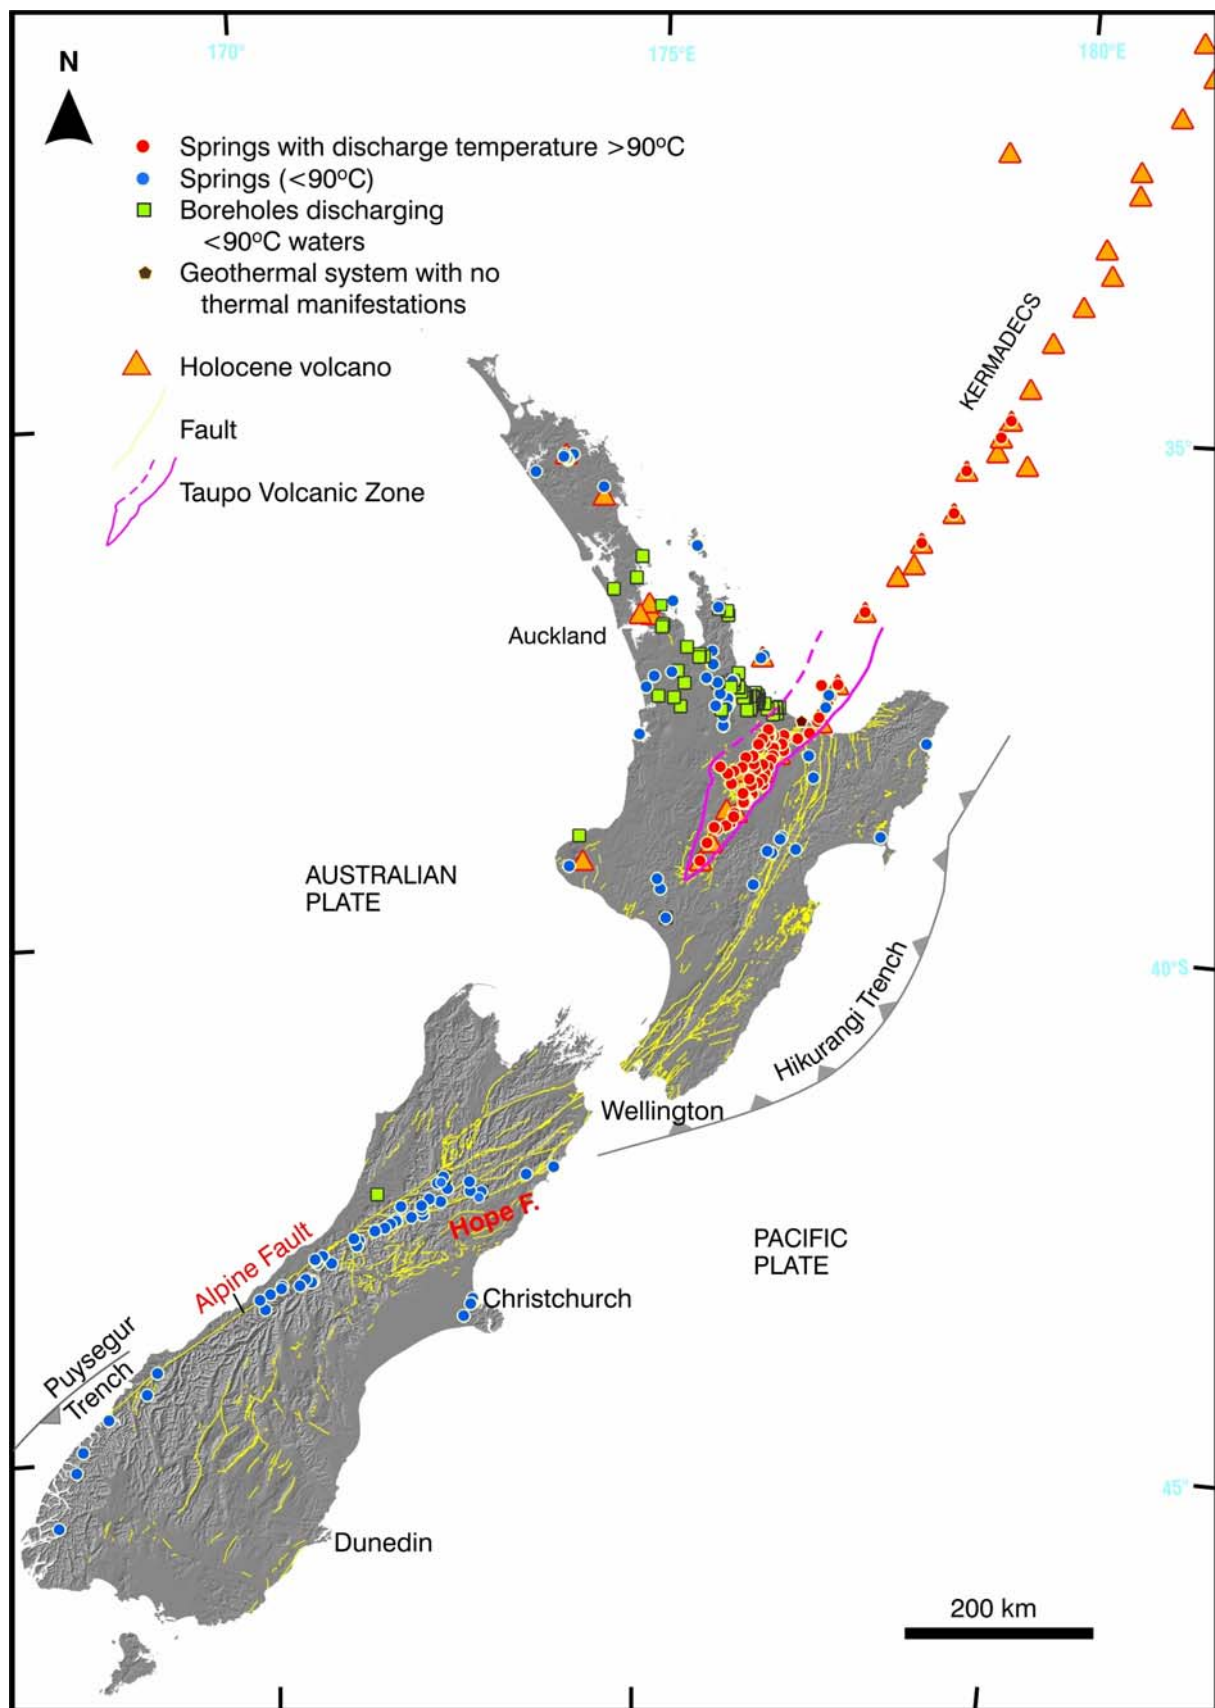 170°
175°E
180°E
N
Springs with discharge temperature >90°C
Springs (<90°C)
Boreholes discharging
<90°C waters
Geothermal system with no
thermal manifestations
Holocene volcano
Fault
Taupo Volcanic Zone
KERMADECS
35°
Auckland
AUSTRALIAN
PLATE
40°S
Hikurangi Trench
Wellington
Hope F.
PACIFIC
PLATE
Alpine Fault
Christchurch
Puysegur
Trench
45°
Dunedin
200 km